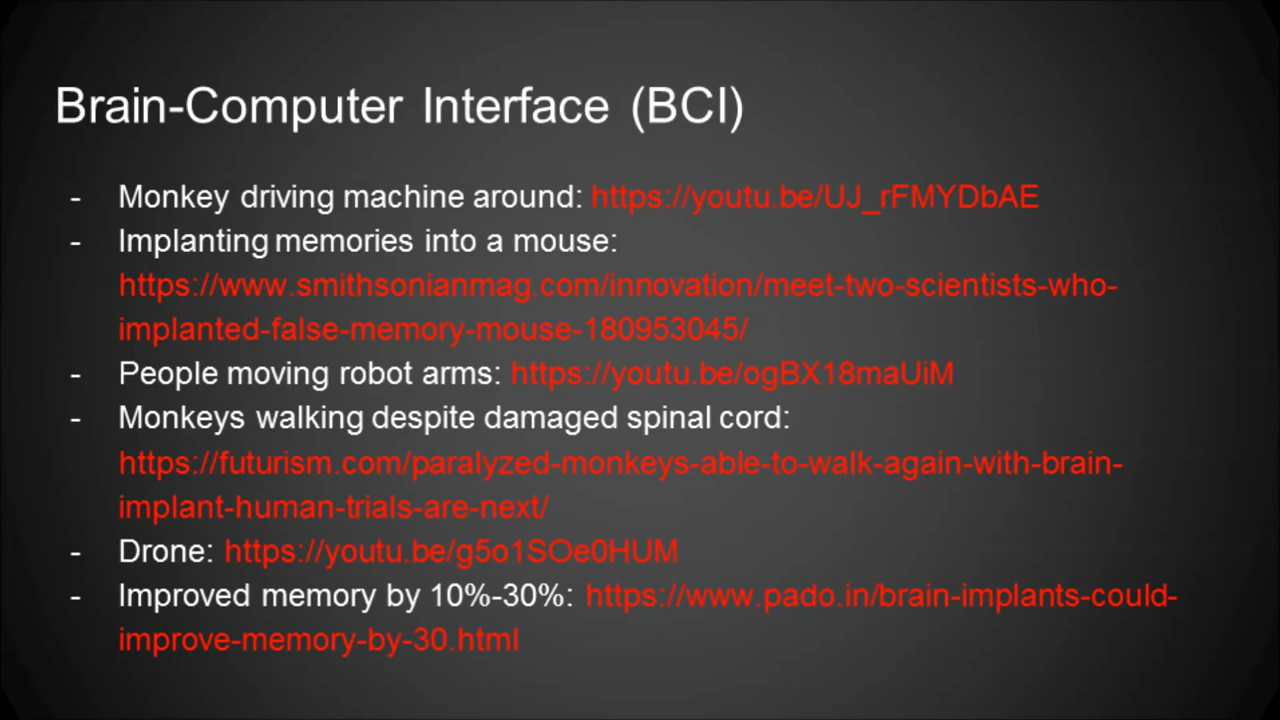 Brain-Computer Interface (BCI)
- Monkey driving machine around: https://youtu.be/UJ_rFMYDbAE
- Implanting memories into a mouse:
https://www.smithsonianmag.com/innovation/meet-two-scientists-who-
implanted-false-memory-mouse-180953045/
- People moving robot arms: https://youtu.be/ogBX18maUiM
- Monkeys walking despite damaged spinal cord:
https://futurism.com/paralyzed-monkeys-able-to-walk-again-with-brain-
implant-human-trials-are-next/
- Drone: https://youtu.be/g5o1SOe0HUM
- Improved memory by 10%-30%: https://www.pado.in/brain-implants-could-
improve-memory-by-30.html